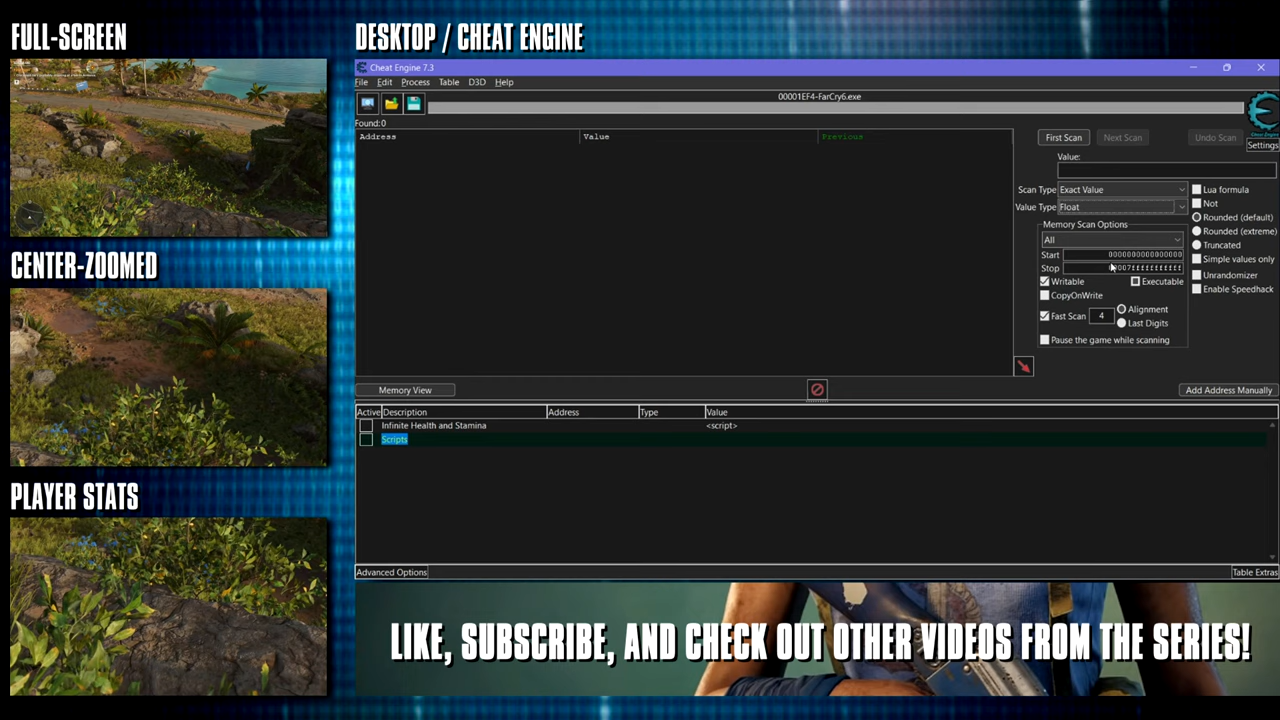 FULL-SCREEN
DESKTOP / CHEAT ENGINE
Cheat Engine 7.3
File Edit Process Table D3D Help
00001EF4-FarCry6.exe
Found:0
Address Value Previous
First Scan Next Scan Undo Scan
Settings
Value:
Scan Type Exact Value
Lua formula
Value Type Float
Not
Memory Scan Options
Rounded (default)
All
Rounded (extreme)
Truncated
Start 0000000000000000
Simple values only
Stop
Writable Executable
Unrandomizer
CopyOnWrite
Enable Speedhack
Fast Scan 4 Alignment
Last Digits
Pause the game while scanning
Memory View
Add Address Manually
Active Description Address Type Value
Infinite Health and Stamina <script>
Scripts
Advanced Options
Table Extras
CENTER-ZOOMED
PLAYER STATS
LIKE, SUBSCRIBE, AND CHECK OUT OTHER VIDEOS FROM THE SERIES!